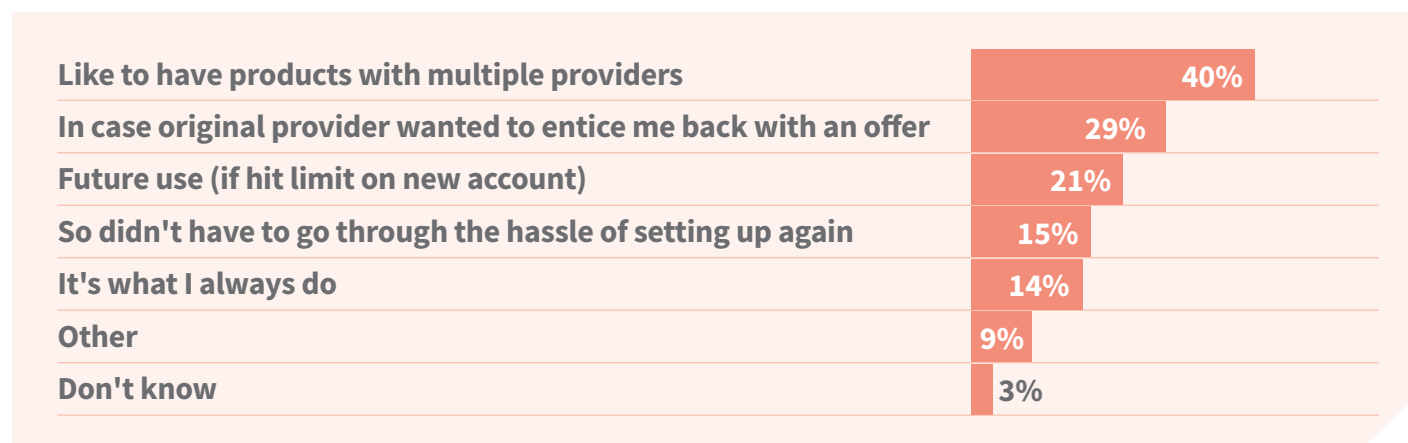 Like to have products with multiple providers 40%
In case original provider wanted to entice me back with an offer 29%
Future use (if hit limit on new account) 21%
So didn't have to go through the hassle of setting up again 15%
It's what I always do 14%
Other 9%
Don't know 3%